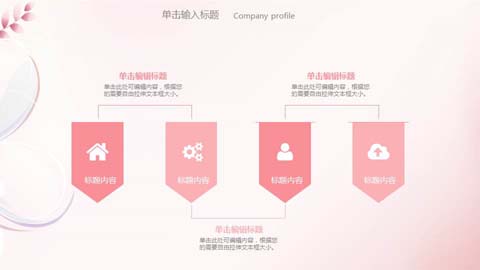 单击输入标题 Company profile
单击编辑标题
单击此处可编辑内容，根据您
的需要自由拉伸文本框大小。
单击编辑标题
单击此处可编辑内容，根据您
的需要自由拉伸文本框大小。
标题内容
标题内容
标题内容
标题内容
单击编辑标题
单击此处可编辑内容，根据您
的需要自由拉伸文本框大小。